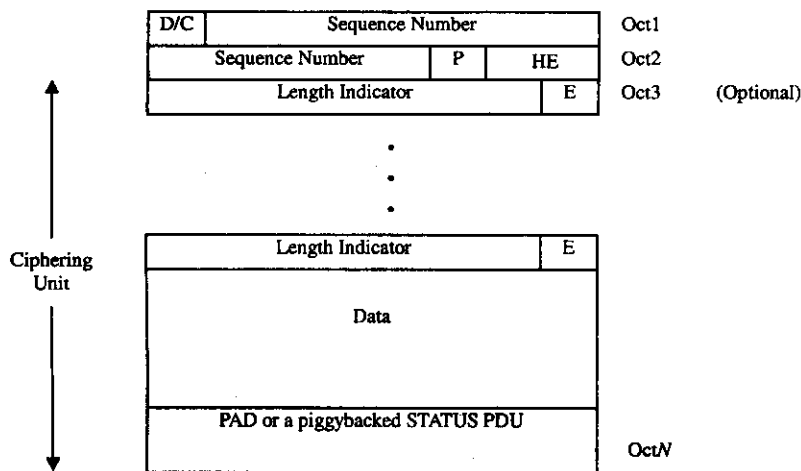 D/C Sequence Number Oct1
Sequence Number P HE Oct2
Length Indicator E Oct3 (Optional)
Length Indicator E
Ciphering
Unit
Data
PAD or a piggybacked STATUS PDU
OctN